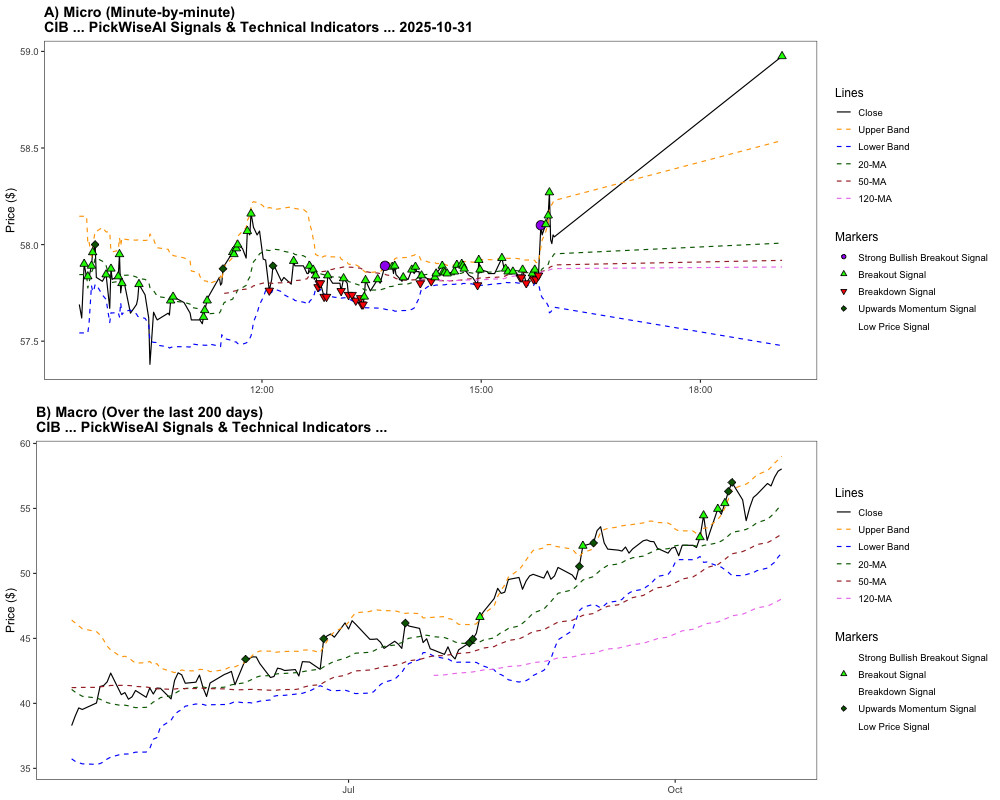 A) Micro (Minute-by-minute)
CIB ... PickWiseAI Signals & Technical Indicators ... 2025-10-31
59.0
58.5
58.0
57.5
Price ($)
12:00
15:00
18:00
Lines
Close
Upper Band
Lower Band
20-MA
50-MA
120-MA
Markers
Strong Bullish Breakout Signal
Breakout Signal
Breakdown Signal
Upwards Momentum Signal
Low Price Signal
B) Macro (Over the last 200 days)
CIB ... PickWiseAI Signals & Technical Indicators ...
60
55
50
45
40
35
Price ($)
Jul
Oct
Lines
Close
Upper Band
Lower Band
20-MA
50-MA
120-MA
Markers
Strong Bullish Breakout Signal
Breakout Signal
Breakdown Signal
Upwards Momentum Signal
Low Price Signal